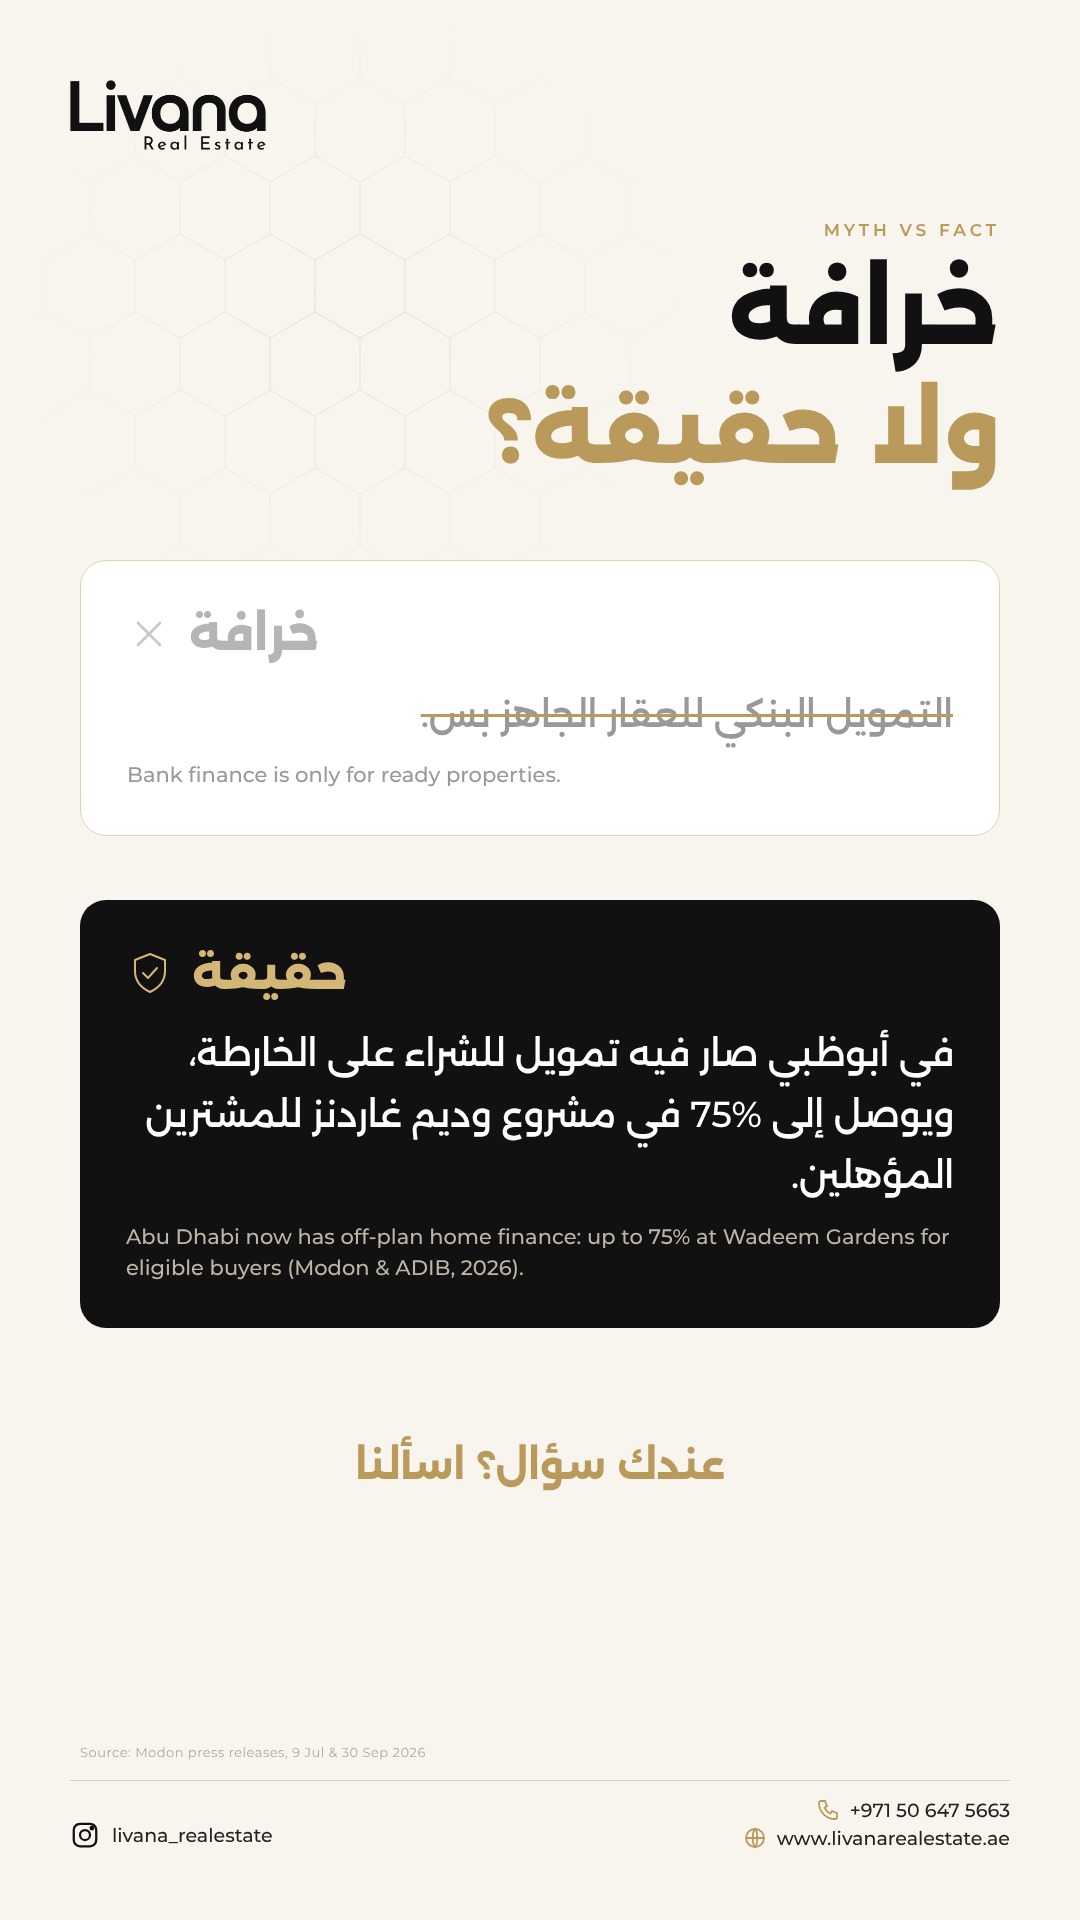 Livana
Real Estate
MYTH VS FACT
خرافة
ولا حقيقة؟
خرافة
التمويل البنكي للعقار الجاهز بس.
Bank finance is only for ready properties.
حقيقة
في أبوظبي صار فيه تمويل للشراء على الخارطة،
ويوصل إلى 75% في مشروع وديم غاردنز للمشترين
المؤهلين.
Abu Dhabi now has off-plan home finance: up to 75% at Wadeem Gardens for
eligible buyers (Modon & ADIB, 2026).
عندك سؤال؟ اسألنا
Source: Modon press releases, 9 Jul & 30 Sep 2026
livana_realestate
+971 50 647 5663
www.livanarealestate.ae